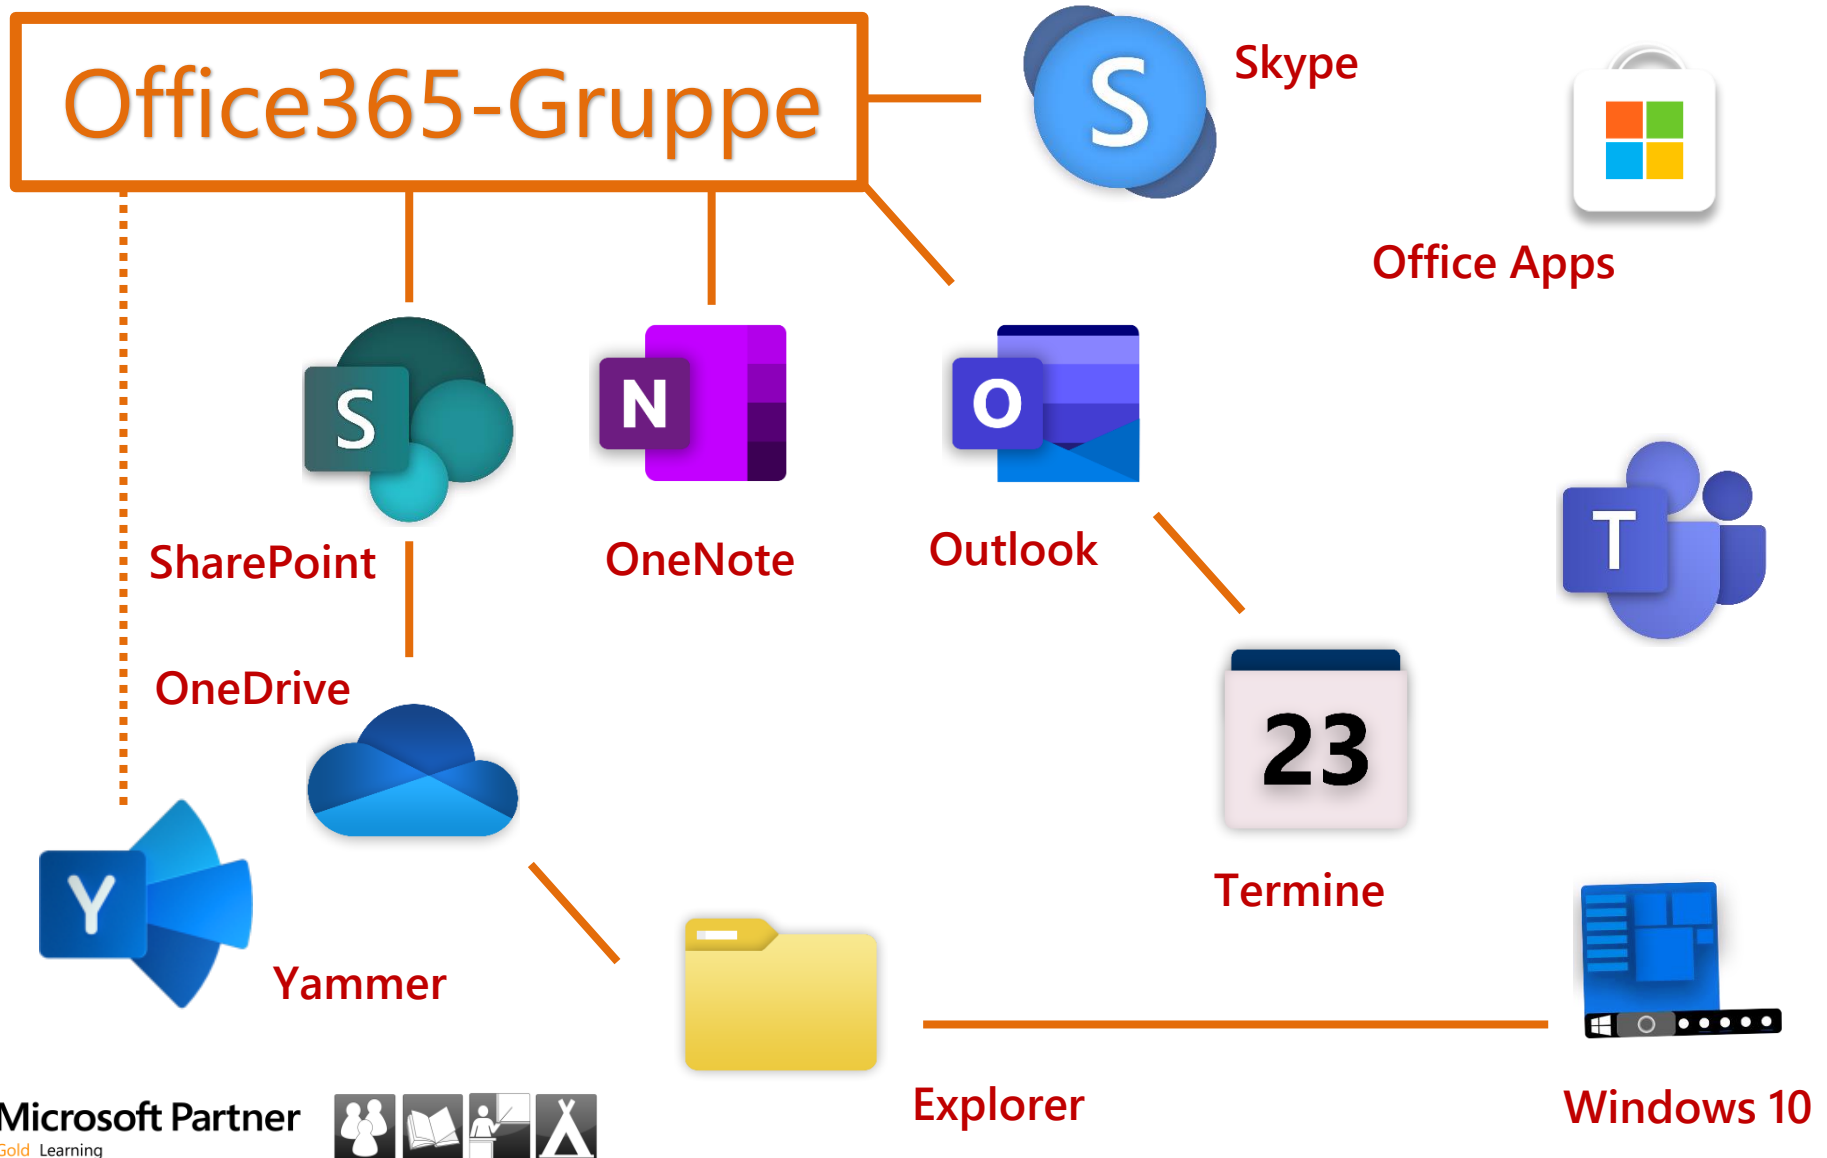 Office365-Gruppe
Skype
Office Apps
S
S
N
O
T
SharePoint
OneNote
Outlook
OneDrive
23
Termine
Y
Yammer
Explorer
Windows 10
Microsoft Partner
Gold Learning